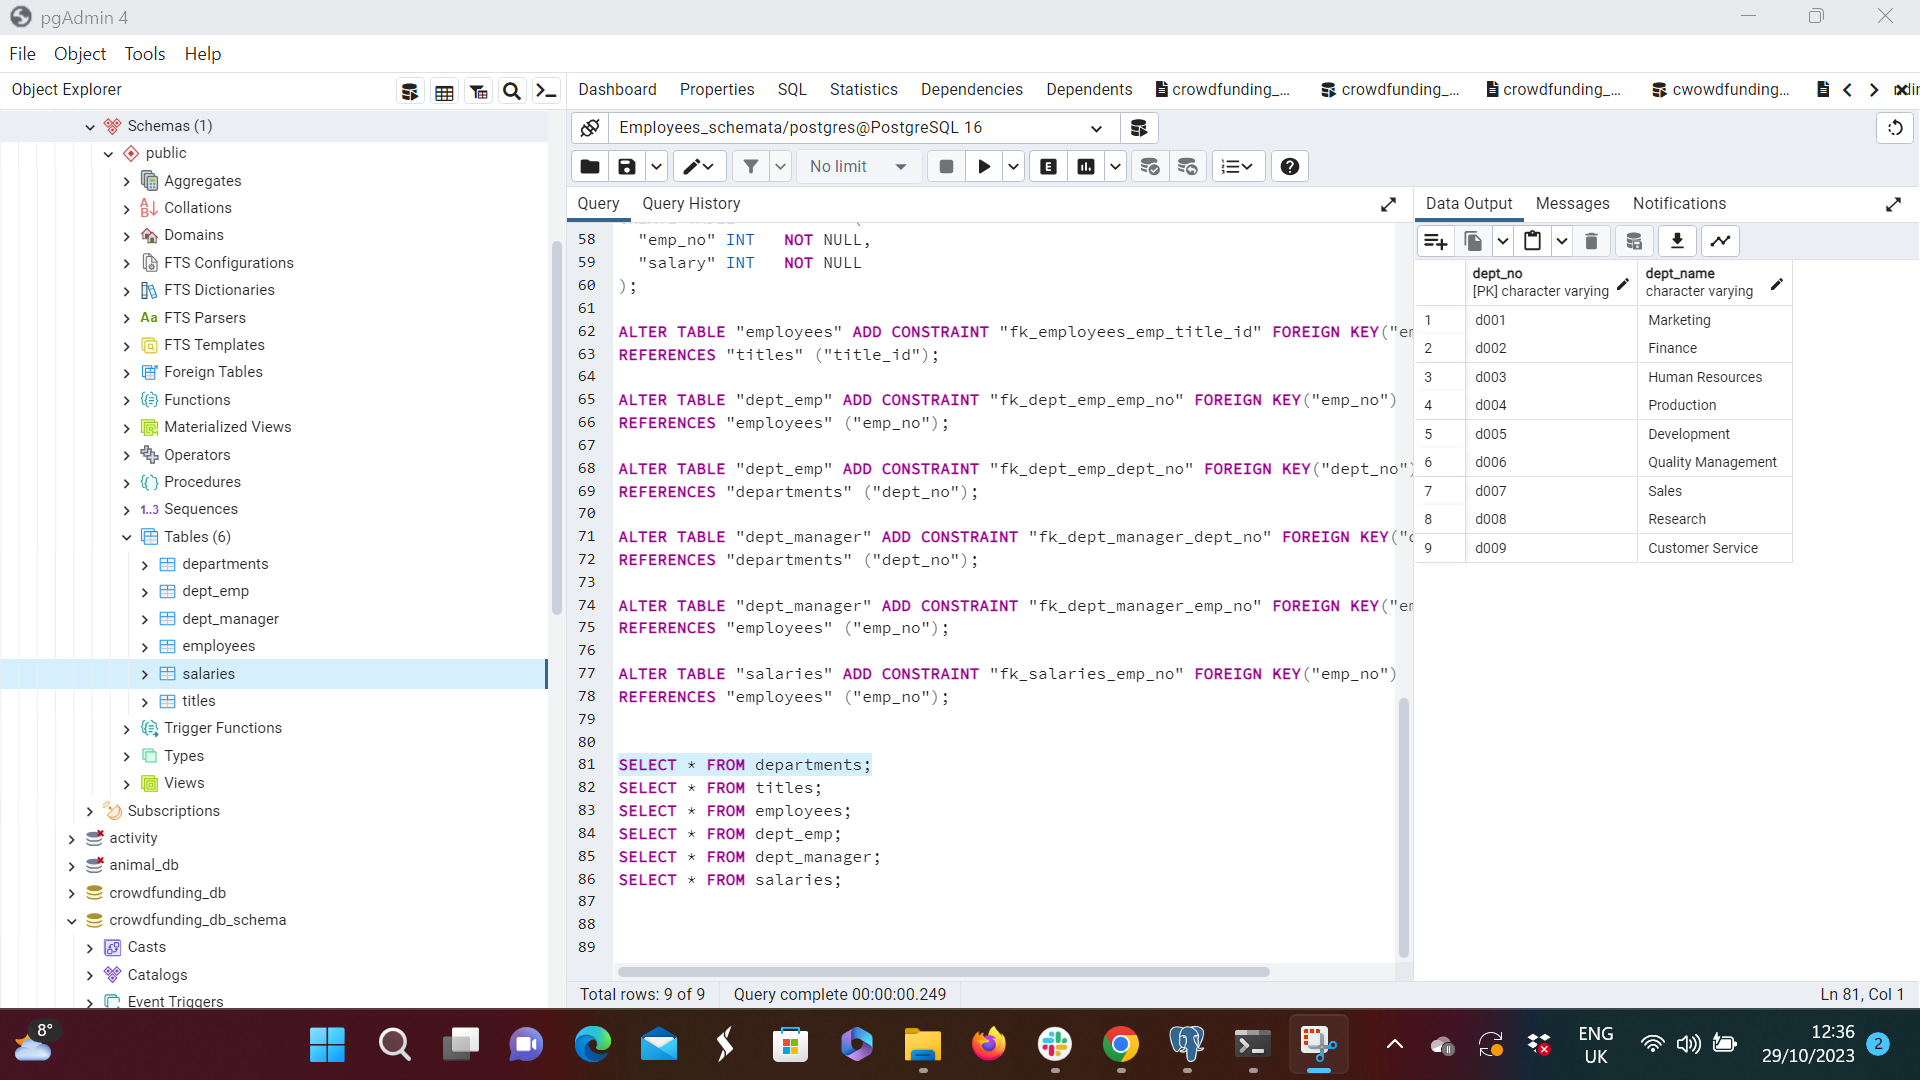 pgAdmin 4
File Object Tools Help
Object Explorer
Dashboard Properties SQL Statistics Dependencies Dependents crowdfunding_... crowdfunding_... crowdfunding_... cwowdfunding...
Schemas (1)
public
Aggregates
Collations
Domains
FTS Configurations
FTS Dictionaries
FTS Parsers
FTS Templates
Foreign Tables
Functions
Materialized Views
Operators
Procedures
1..3 Sequences
Tables (6)
departments
dept_emp
dept_manager
employees
salaries
titles
Trigger Functions
Types
Views
Subscriptions
activity
animal_db
crowdfunding_db
crowdfunding_db_schema
Casts
Catalogs
Event Triggers
Employees_schemata/postgres@PostgreSQL 16
No limit
E
Query Query History
58 "emp_no" INT NOT NULL,
59 "salary" INT NOT NULL
60 );
61
62 ALTER TABLE "employees" ADD CONSTRAINT "fk_employees_emp_title_id" FOREIGN KEY("em
63 REFERENCES "titles" ("title_id");
64
65 ALTER TABLE "dept_emp" ADD CONSTRAINT "fk_dept_emp_emp_no" FOREIGN KEY("emp_no")
66 REFERENCES "employees" ("emp_no");
67
68 ALTER TABLE "dept_emp" ADD CONSTRAINT "fk_dept_emp_dept_no" FOREIGN KEY("dept_no")
69 REFERENCES "departments" ("dept_no");
70
71 ALTER TABLE "dept_manager" ADD CONSTRAINT "fk_dept_manager_dept_no" FOREIGN KEY("d
72 REFERENCES "departments" ("dept_no");
73
74 ALTER TABLE "dept_manager" ADD CONSTRAINT "fk_dept_manager_emp_no" FOREIGN KEY("em
75 REFERENCES "employees" ("emp_no");
76
77 ALTER TABLE "salaries" ADD CONSTRAINT "fk_salaries_emp_no" FOREIGN KEY("emp_no")
78 REFERENCES "employees" ("emp_no");
79
80
81 SELECT * FROM departments;
82 SELECT * FROM titles;
83 SELECT * FROM employees;
84 SELECT * FROM dept_emp;
85 SELECT * FROM dept_manager;
86 SELECT * FROM salaries;
87
88
89
Data Output Messages Notifications
dept_no dept_name
[PK] character varying character varying
1 d001 Marketing
2 d002 Finance
3 d003 Human Resources
4 d004 Production
5 d005 Development
6 d006 Quality Management
7 d007 Sales
8 d008 Research
9 d009 Customer Service
Total rows: 9 of 9 Query complete 00:00:00.249 Ln 81, Col 1
8°
ENG
UK
12:36
29/10/2023
2